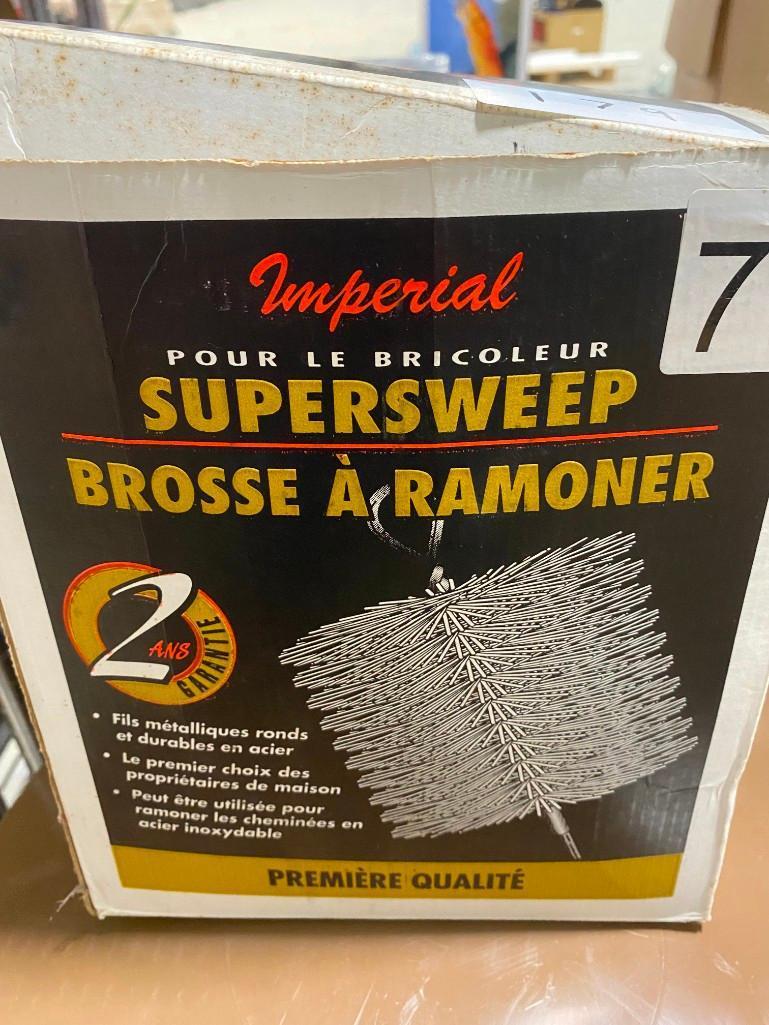 179
7
Imperial
POUR LE BRICOLEUR
SUPERSWEEP
BROSSE À RAMONER
2
ANS
GARANTIE
• Fils métalliques ronds
et durables en acier
• Le premier choix des
propriétaires de maison
• Peut être utilisée pour
ramoner les cheminées en
acier inoxydable
PREMIÈRE QUALITÉ